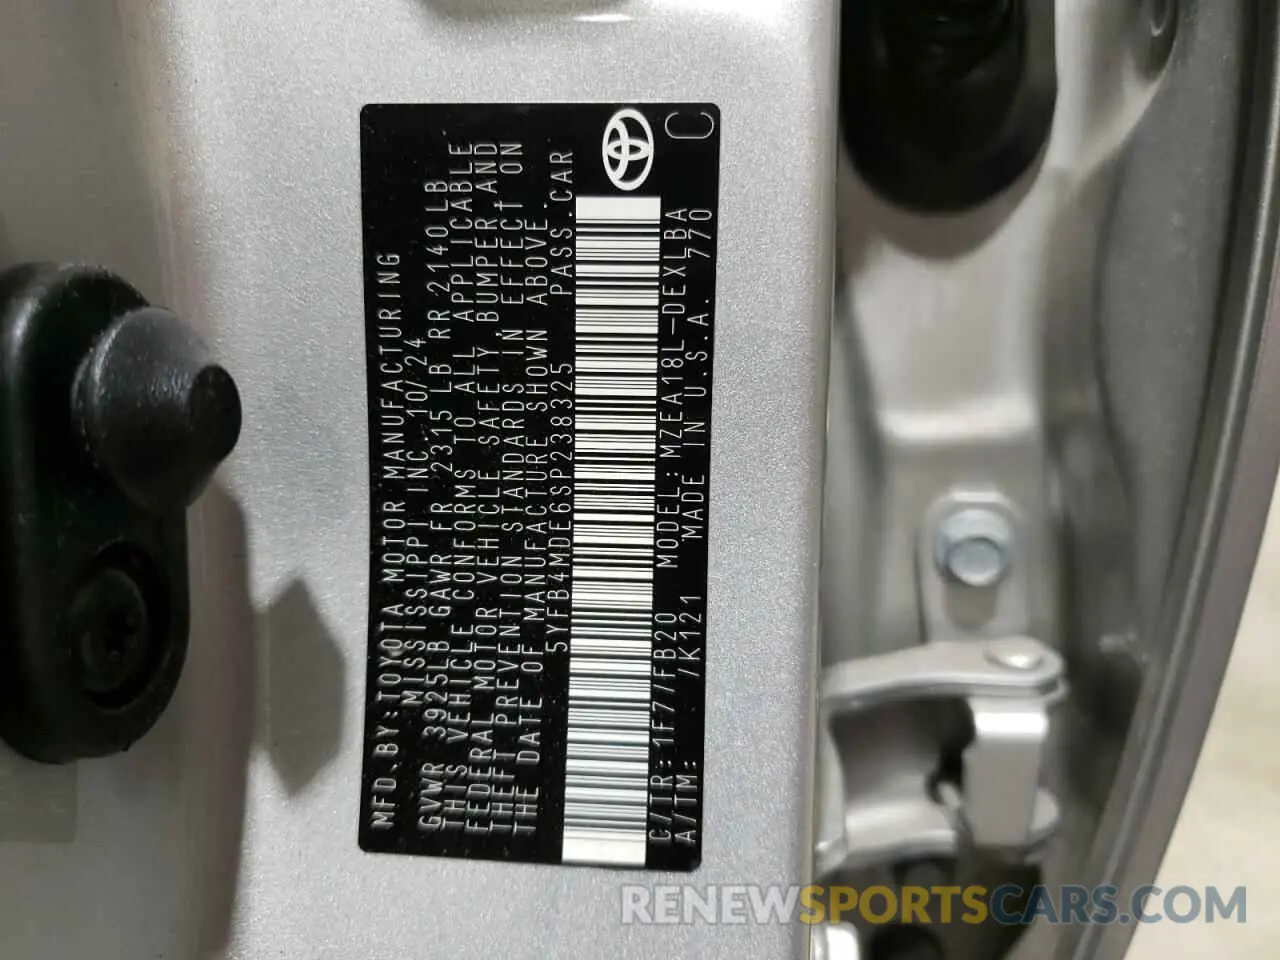 MFD.BY:TOYOTA MOTOR MANUFACTURING
MISSISSIPPI INC. 10/24
GVWR 3925LB GAWR FR 2315LB RR 2140LB
THIS VEHICLE CONFORMS TO ALL APPLICABLE
FEDERAL MOTOR VEHICLE SAFETY,BUMPER,AND
THEFT PREVENTION STANDARDS IN EFFECT ON
THE DATE OF MANUFACTURE SHOWN ABOVE.
5YFB4MDE6SP238325 PASS.CAR
C/TR:1F7/FB20 MODEL:MZEA18L-DEXLBA
A/TM: /K121 MADE IN U.S.A. 770
C
RENEWSPORTSCARS.COM